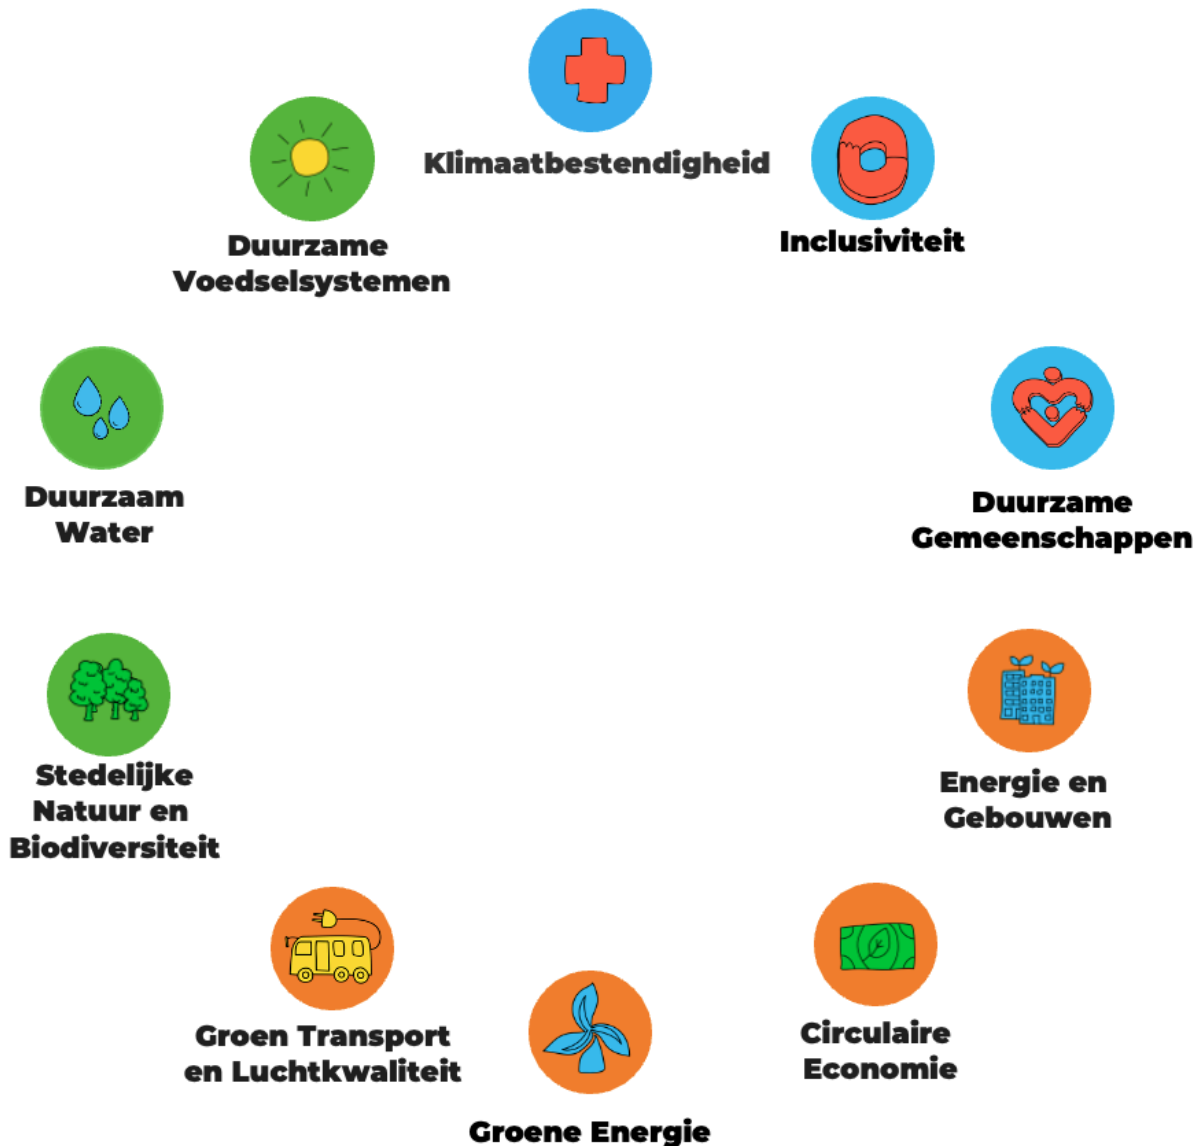 Klimaatbestendigheid
Inclusiviteit
Duurzame
Voedselsystemen
Duurzaam
Water
Duurzame
Gemeenschappen
Stedelijke
Natuur en
Biodiversiteit
Energie en
Gebouwen
Groen Transport
en Luchtkwaliteit
Circulaire
Economie
Groene Energie